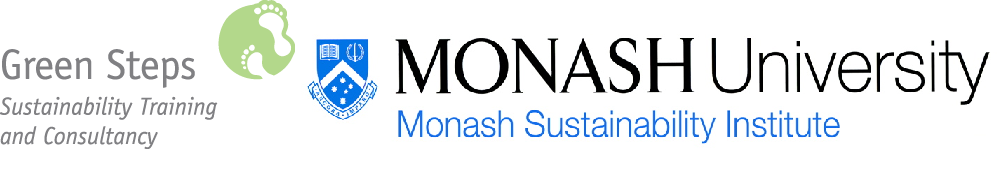 Green Steps
Sustainability Training
and Consultancy
MONASH University
Monash Sustainability Institute